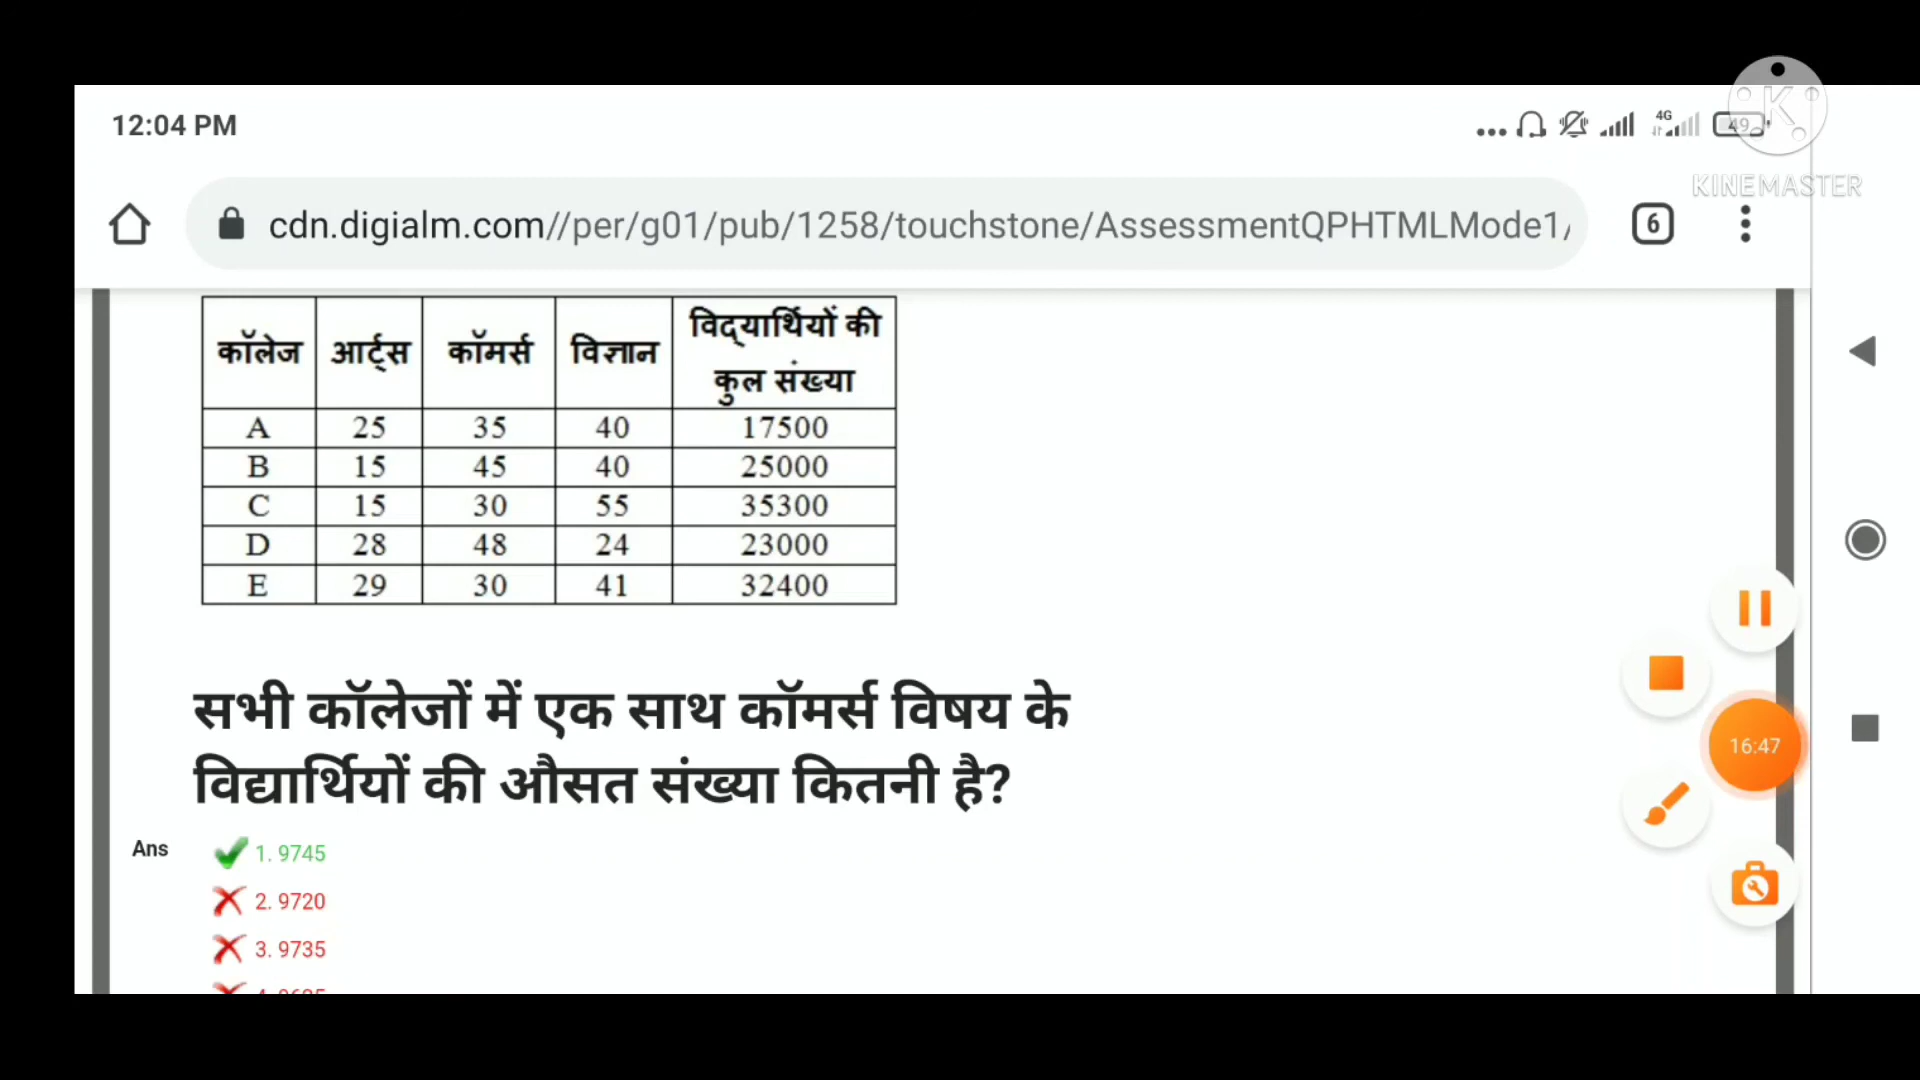 12:04 PM
4G
49
KINEMASTER
cdn.digialm.com//per/g01/pub/1258/touchstone/AssessmentQPHTMLMode1/
6
कॉलेज आर्ट्स कॉमर्स विज्ञान विद्यार्थियों की कुल संख्या
A 25 35 40 17500
B 15 45 40 25000
C 15 30 55 35300
D 28 48 24 23000
E 29 30 41 32400
सभी कॉलेजों में एक साथ कॉमर्स विषय के
विद्यार्थियों की औसत संख्या कितनी है?
16:47
Ans
1. 9745
2. 9720
3. 9735